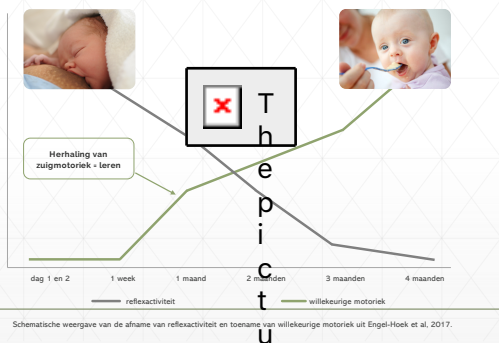 Herhaling van
zuigmotoriek = leren
T
h
e
p
i
c
t
u
dag 1 en 2
1 week
1 maand
2 maanden
3 maanden
4 maanden
reflexactiviteit
willekeurige motoriek
Schematische weergave van de afname van reflexactiviteit en toename van willekeurige motoriek uit Engel-Hoek et al, 2017.